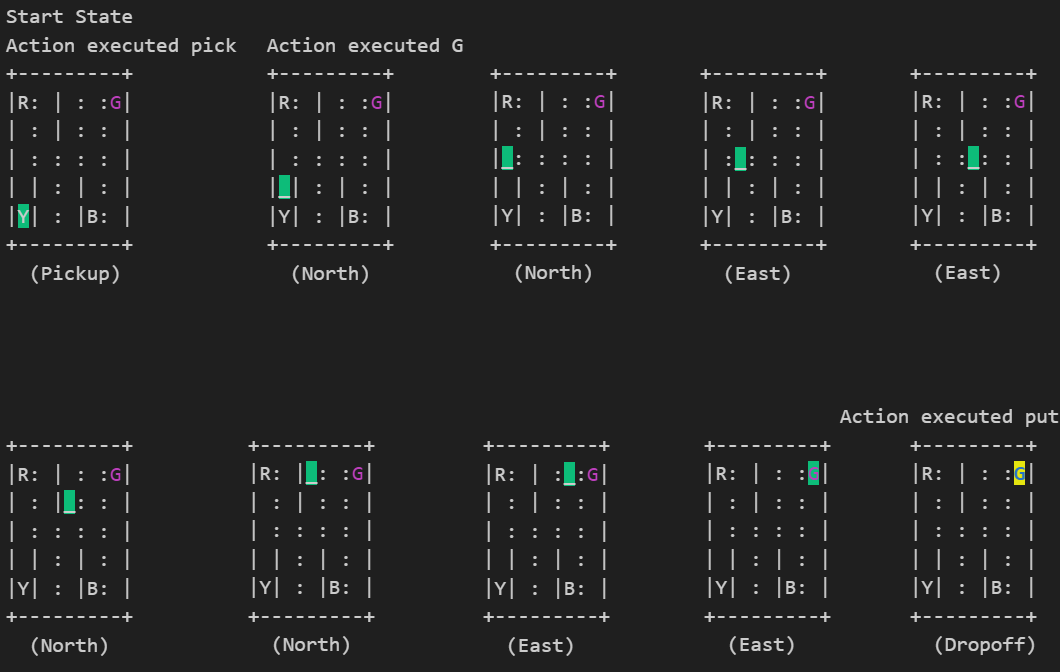 Start State
Action executed pick   Action executed G
+---------+   +---------+   +---------+   +---------+   +---------+
|R: | : :G|   |R: | : :G|   |R: | : :G|   |R: | : :G|   |R: | : :G|
| : | : : |   | : | : : |   | : | : : |   | : | : : |   | : | : : |
| : : : : |   | : : : : |   |_: : : : |   | :_: : : |   | : :_: : |
| | : | : |   |_| : | : |   | | : | : |   | | : | : |   | | : | : |
|Y| : |B: |   |Y| : |B: |   |Y| : |B: |   |Y| : |B: |   |Y| : |B: |
+---------+   +---------+   +---------+   +---------+   +---------+
(Pickup)   (North)   (North)   (East)   (East)
Action executed put
+---------+   +---------+   +---------+   +---------+   +---------+
|R: | : :G|   |R: |_: :G|   |R: | :_:G|   |R: | : :G|   |R: | : :G|
| : |_: : |   | : | : : |   | : | : : |   | : | : : |   | : | : : |
| : : : : |   | : : : : |   | : : : : |   | : : : : |   | : : : : |
| | : | : |   | | : | : |   | | : | : |   | | : | : |   | | : | : |
|Y| : |B: |   |Y| : |B: |   |Y| : |B: |   |Y| : |B: |   |Y| : |B: |
+---------+   +---------+   +---------+   +---------+   +---------+
(North)   (North)   (East)   (East)   (Dropoff)